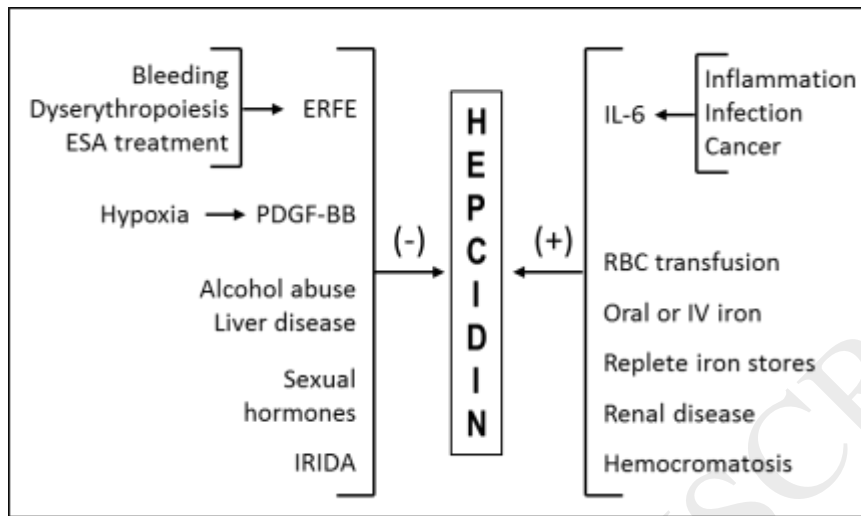 Bleeding
Dyserythropoiesis
ESA treatment
ERFE
Hypoxia
PDGF-BB
Alcohol abuse
Liver disease
Sexual
hormones
IRIDA
(-)
HEPCIDIN
(+)
IL-6
Inflammation
Infection
Cancer
RBC transfusion
Oral or IV iron
Replete iron stores
Renal disease
Hemocromatosis